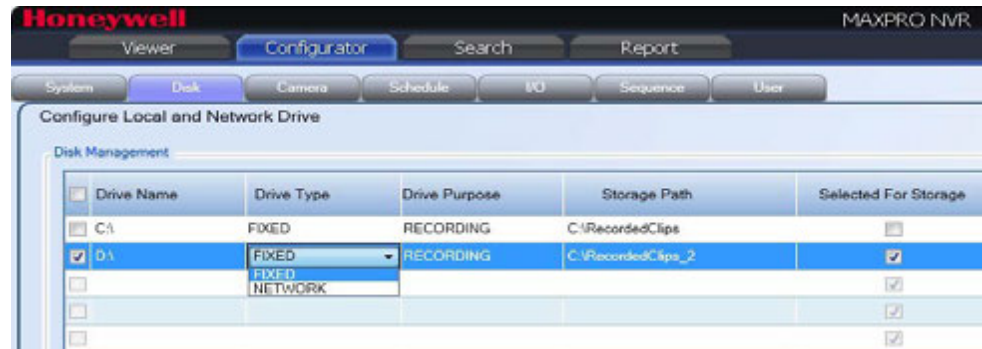 Honeywell MAXPRO NVR
Viewer Configurator Search Report
System Disk Camera Schedule I/O Sequence User
Configure Local and Network Drive
Disk Management
Drive Name Drive Type Drive Purpose Storage Path Selected For Storage
C:\ FIXED RECORDING C:\RecordedClips
D:\ FIXED RECORDING C:\RecordedClips_2
FIXED
NETWORK